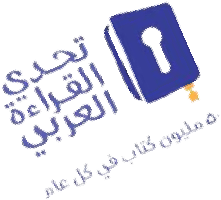 تحدي
القراءة
العربي
٥٠ مليون كتاب في كل عام